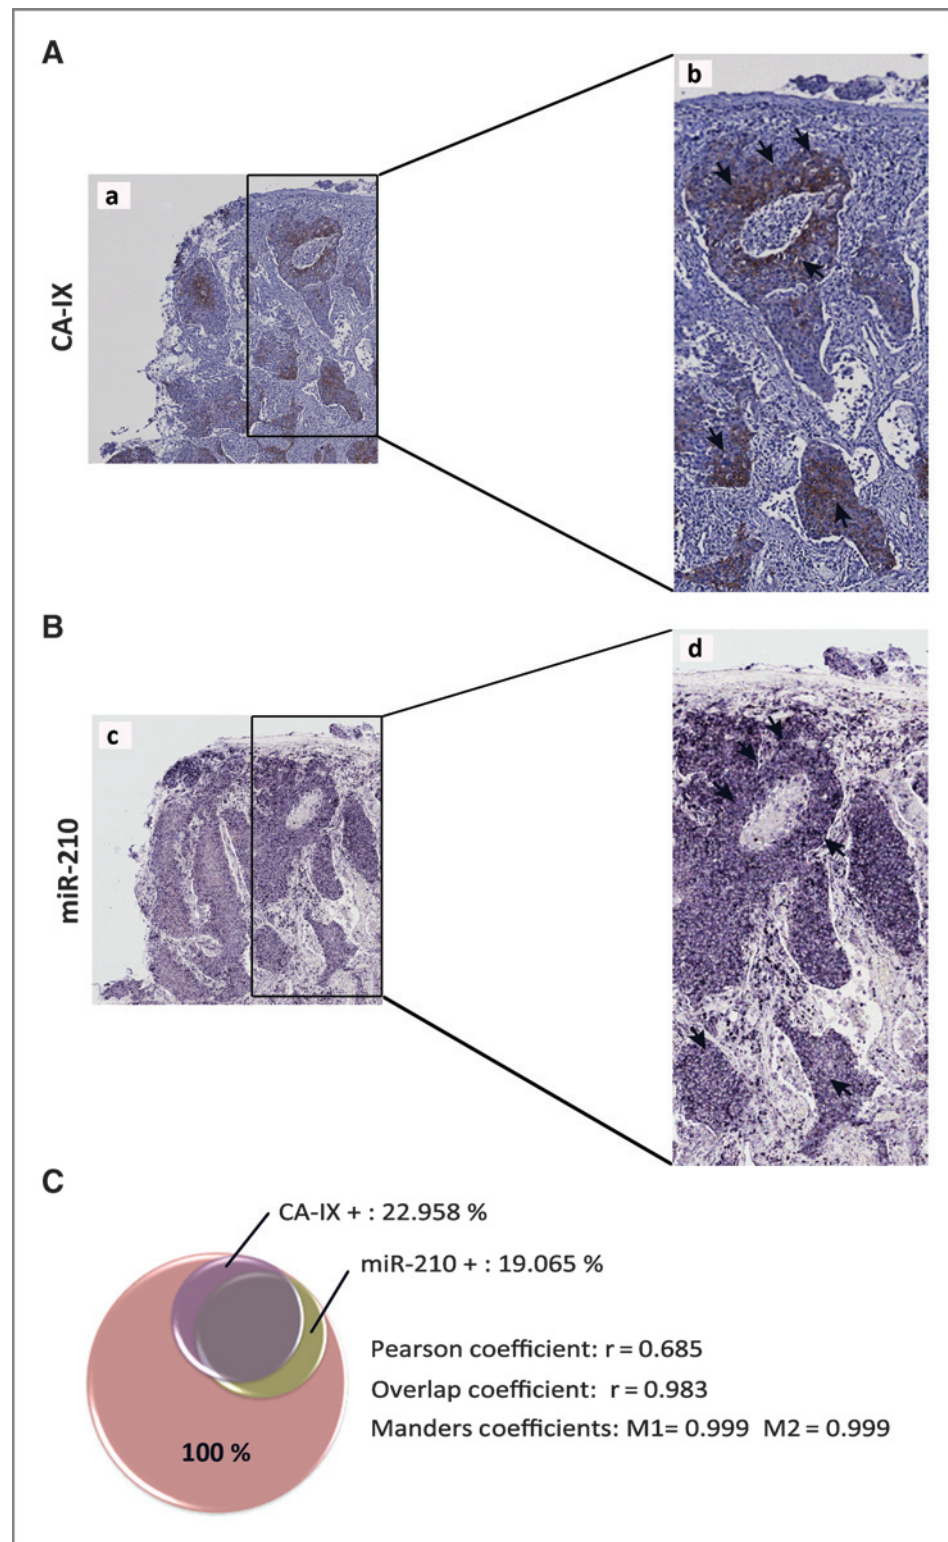 A
b
a
CA-IX
B
d
c
miR-210
C
CA-IX + : 22.958 %
miR-210 + : 19.065 %
Pearson coefficient: r = 0.685
Overlap coefficient: r = 0.983
Manders coefficients: M1= 0.999 M2 = 0.999
100 %